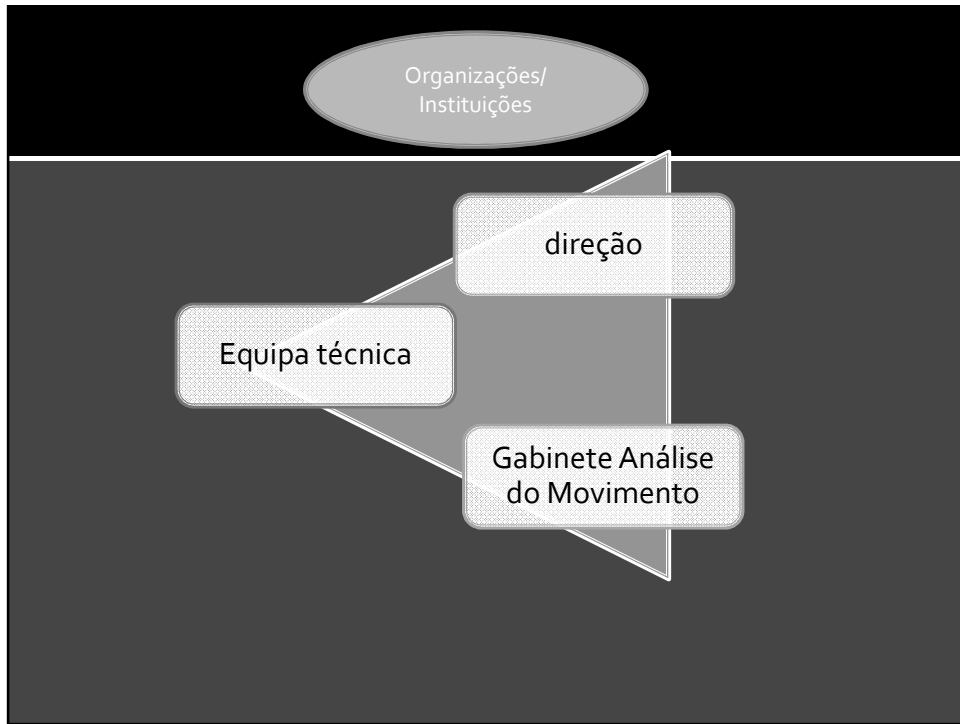 Organizações/
Instituições
direção
Equipa técnica
Gabinete Análise
do Movimento